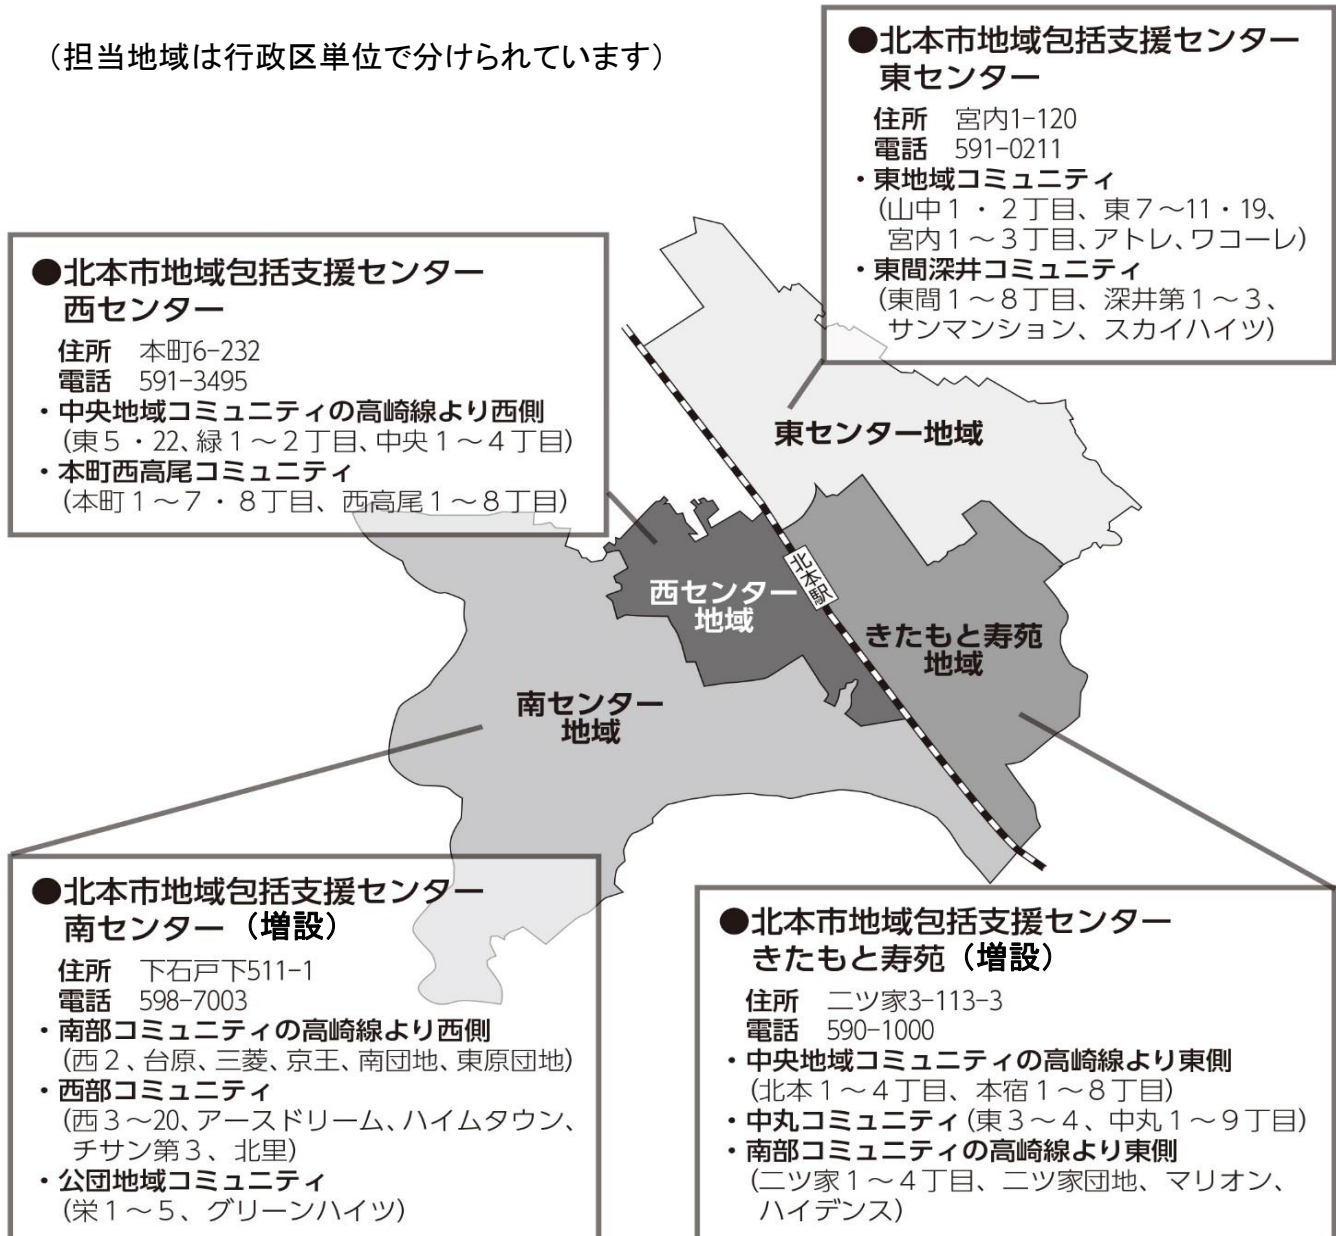 （担当地域は行政区単位で分けられています）
●北本市地域包括支援センター
東センター
住所　宮内1-120
電話　591-0211
・東地域コミュニティ
（山中１・２丁目、東７～11・19、
宮内１～３丁目、アトレ、ワコーレ）
・東間深井コミュニティ
（東間１～８丁目、深井第１～３、
サンマンション、スカイハイツ）
●北本市地域包括支援センター
西センター
住所　本町6-232
電話　591-3495
・中央地域コミュニティの高崎線より西側
（東５・22、緑１～２丁目、中央１～４丁目）
・本町西高尾コミュニティ
（本町１～７・８丁目、西高尾１～８丁目）
東センター地域
北本駅
西センター
地域
きたもと寿苑
地域
南センター
地域
●北本市地域包括支援センター
南センター（増設）
住所　下石戸下511-1
電話　598-7003
・南部コミュニティの高崎線より西側
（西２、台原、三菱、京王、南団地、東原団地）
・西部コミュニティ
（西３～20、アースドリーム、ハイムタウン、
チサン第３、北里）
・公団地域コミュニティ
（栄１～５、グリーンハイツ）
●北本市地域包括支援センター
きたもと寿苑（増設）
住所　二ツ家3-113-3
電話　590-1000
・中央地域コミュニティの高崎線より東側
（北本１～４丁目、本宿１～８丁目）
・中丸コミュニティ（東３～４、中丸１～９丁目）
・南部コミュニティの高崎線より東側
（二ツ家１～４丁目、二ツ家団地、マリオン、
ハイデンス）